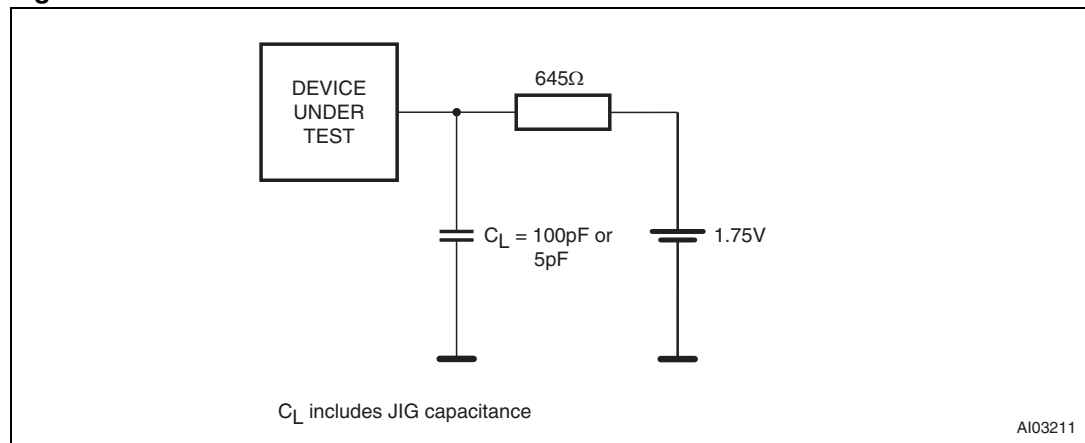 DEVICE
UNDER
TEST
645Ω
CL = 100pF or
5pF
1.75V
CL includes JIG capacitance
AI03211